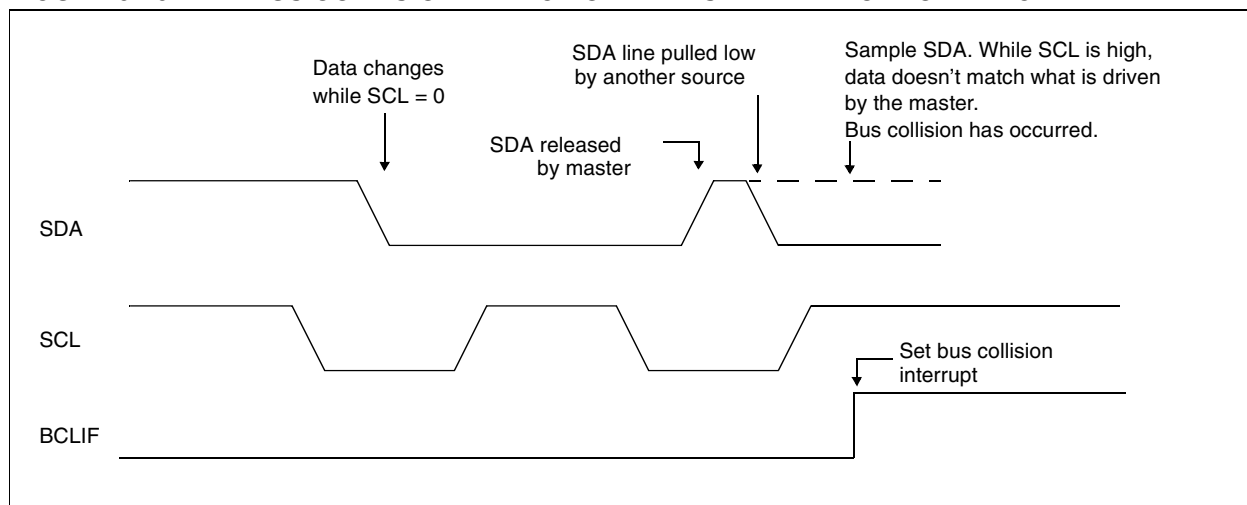 Data changes
while SCL = 0
SDA line pulled low
by another source
Sample SDA. While SCL is high,
data doesn't match what is driven
by the master.
Bus collision has occurred.
SDA released
by master
SDA
SCL
Set bus collision
interrupt
BCLIF